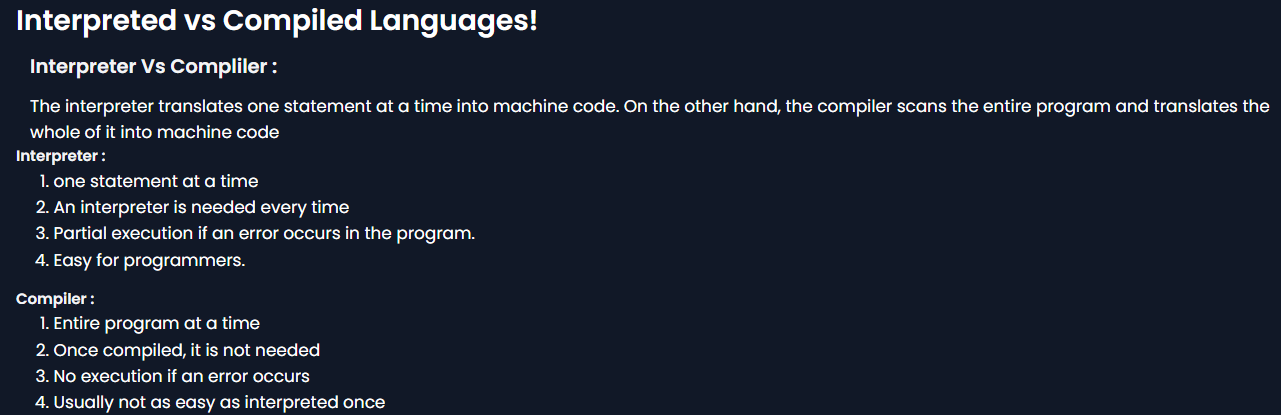 Interpreted vs Compiled Languages!
Interpreter Vs Compliler :
The interpreter translates one statement at a time into machine code. On the other hand, the compiler scans the entire program and translates the
whole of it into machine code
Interpreter :
1. one statement at a time
2. An interpreter is needed every time
3. Partial execution if an error occurs in the program.
4. Easy for programmers.
Compiler :
1. Entire program at a time
2. Once compiled, it is not needed
3. No execution if an error occurs
4. Usually not as easy as interpreted once